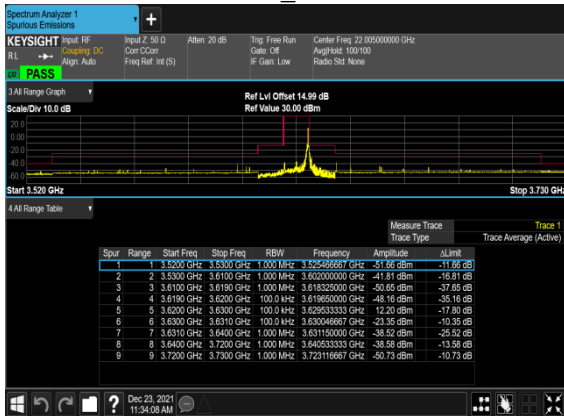 Spectrum Analyzer 1
Spurious Emissions
+
KEYSIGHT Input: RF Input Z: 50 Ω Atten: 20 dB Trig: Free Run Center Freq: 22.005000000 GHz
RL Coupling: DC Corr CCorr Gate: Off Avg|Hold: 100/100
Align: Auto Freq Ref: Int (S) IF Gain: Low Radio Std: None
PASS
3 All Range Graph
Ref Lvl Offset 14.99 dB
Scale/Div 10.0 dB Ref Value 30.00 dBm
20.0
0.00
-20.0
-40.0
-60.0
Start 3.520 GHz Stop 3.730 GHz
4 All Range Table
Measure Trace Trace 1
Trace Type Trace Average (Active)
Spur Range Start Freq Stop Freq RBW Frequency Amplitude ΔLimit
1 1 3.5200 GHz 3.5300 GHz 1.000 MHz 3.525466667 GHz -51.66 dBm -11.66 dB
2 2 3.5300 GHz 3.6100 GHz 1.000 MHz 3.602000000 GHz -41.81 dBm -16.81 dB
3 3 3.6100 GHz 3.6190 GHz 1.000 MHz 3.618325000 GHz -50.65 dBm -37.65 dB
4 4 3.6190 GHz 3.6200 GHz 100.0 kHz 3.619650000 GHz -48.16 dBm -35.16 dB
5 5 3.6200 GHz 3.6300 GHz 100.0 kHz 3.629533333 GHz 12.20 dBm -17.80 dB
6 6 3.6300 GHz 3.6310 GHz 100.0 kHz 3.630046667 GHz -23.35 dBm -10.35 dB
7 7 3.6310 GHz 3.6400 GHz 1.000 MHz 3.631150000 GHz -38.52 dBm -25.52 dB
8 8 3.6400 GHz 3.7200 GHz 1.000 MHz 3.640533333 GHz -38.58 dBm -13.58 dB
9 9 3.7200 GHz 3.7300 GHz 1.000 MHz 3.723116667 GHz -50.73 dBm -10.73 dB
? Dec 23, 2021
11:34:08 AM